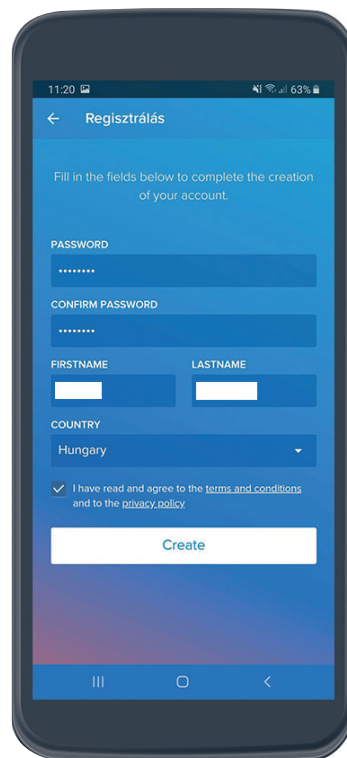 11:20 63%
Regisztrálás
Fill in the fields below to complete the creation
of your account.
PASSWORD
••••••••
CONFIRM PASSWORD
••••••••
FIRSTNAME LASTNAME
COUNTRY
Hungary
I have read and agree to the terms and conditions
and to the privacy policy
Create